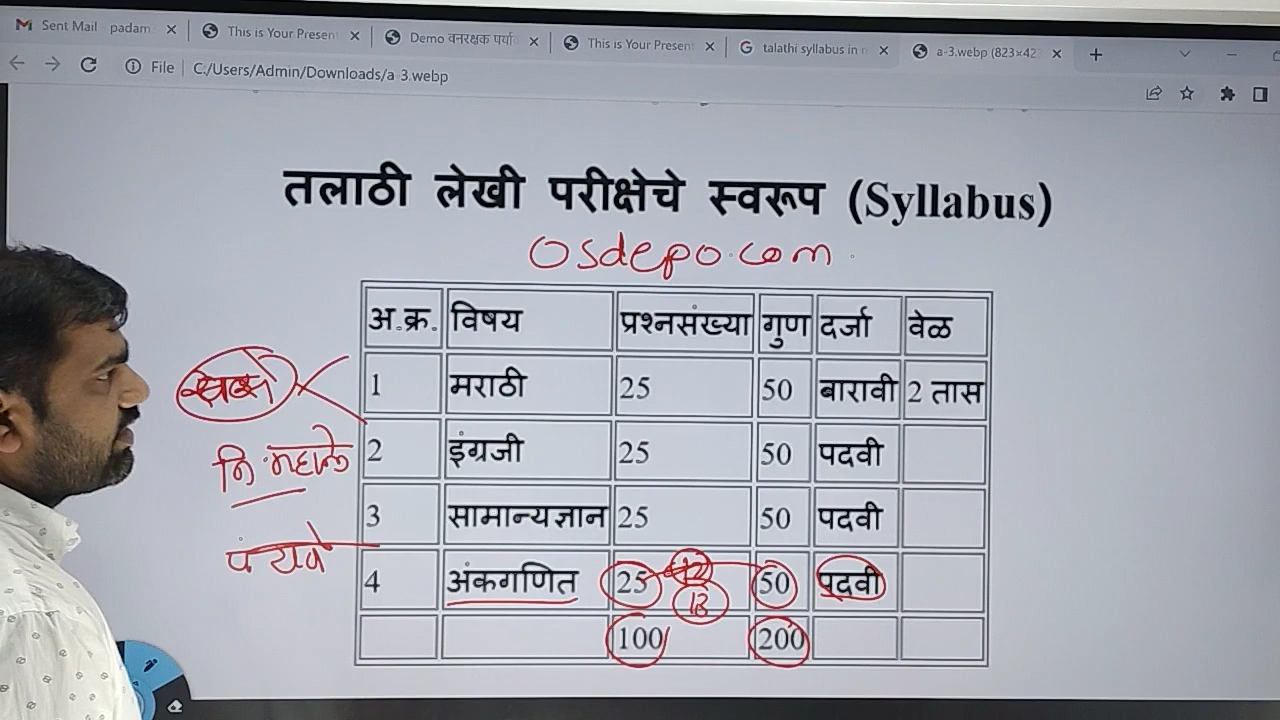 Sent Mail padam
This is Your Present
Demo वनरक्षक पर्या
This is Your Present
talathi syllabus in
a-3.webp (823×42
File C:/Users/Admin/Downloads/a 3.webp
तलाठी लेखी परीक्षेचे स्वरूप (Syllabus)
Osdepo.com
अ.क्र. विषय प्रश्नसंख्या गुण दर्जा वेळ
1 मराठी 25 50 बारावी 2 तास
2 इंग्रजी 25 50 पदवी
3 सामान्यज्ञान 25 50 पदवी
4 अंकगणित 25 50 पदवी
13
100 200